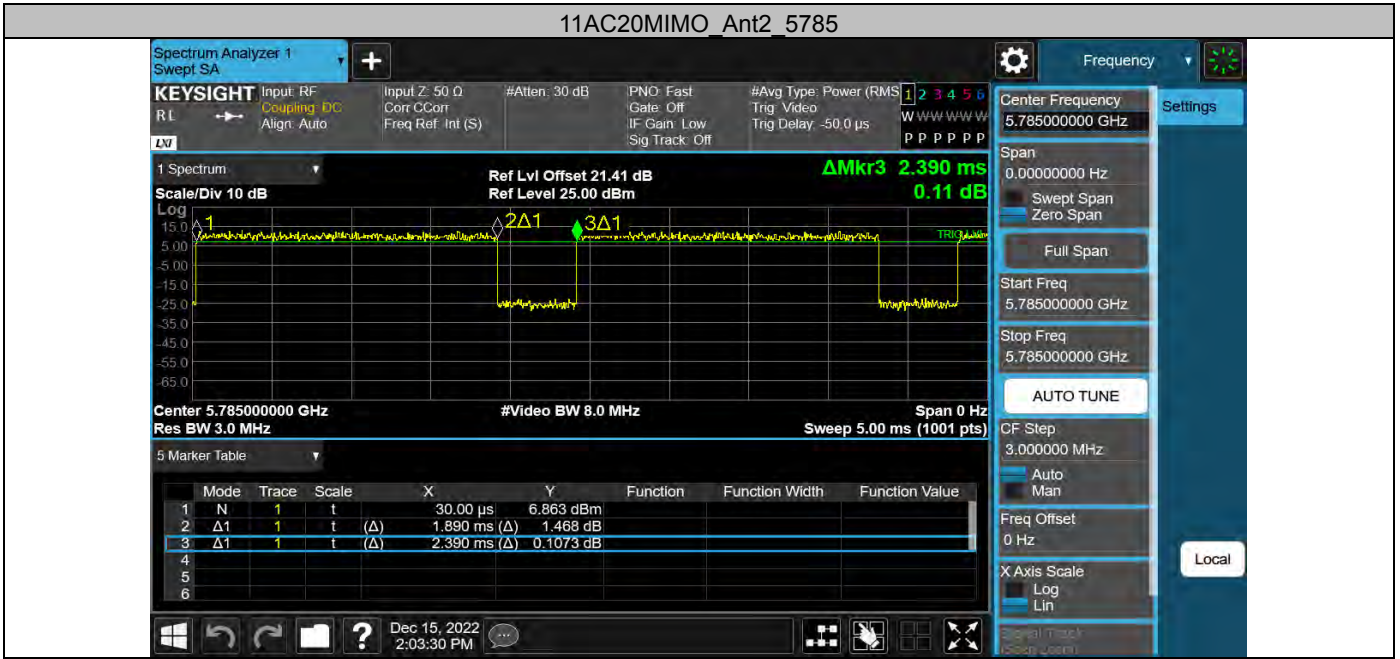 11AC20MIMO_Ant2_5785
Spectrum Analyzer 1
Swept SA
+
Frequency
KEYSIGHT
RL
LXI
Input: RF
Coupling: DC
Align: Auto
Input Z: 50 Ω
Corr CCorr
Freq Ref: Int (S)
#Atten: 30 dB
PNO: Fast
Gate: Off
IF Gain: Low
Sig Track: Off
#Avg Type: Power (RMS
Trig: Video
Trig Delay: -50.0 µs
1 2 3 4 5 6
W W W W W W
P P P P P P
1 Spectrum
Scale/Div 10 dB
Ref Lvl Offset 21.41 dB
Ref Level 25.00 dBm
ΔMkr3 2.390 ms
0.11 dB
Log
15.0
5.00
-5.00
-15.0
-25.0
-35.0
-45.0
-55.0
-65.0
1
2Δ1
3Δ1
Center 5.785000000 GHz
#Video BW 8.0 MHz
Span 0 Hz
Res BW 3.0 MHz
Sweep 5.00 ms (1001 pts)
5 Marker Table
Mode Trace Scale X Y Function Function Width Function Value
1 N 1 t 30.00 µs 6.863 dBm
2 Δ1 1 t (Δ) 1.890 ms (Δ) 1.468 dB
3 Δ1 1 t (Δ) 2.390 ms (Δ) 0.1073 dB
4
5
6
?
Dec 15, 2022
2:03:30 PM
Center Frequency
5.785000000 GHz
Settings
Span
0.00000000 Hz
Swept Span
Zero Span
Full Span
Start Freq
5.785000000 GHz
Stop Freq
5.785000000 GHz
AUTO TUNE
CF Step
3.000000 MHz
Auto
Man
Freq Offset
0 Hz
X Axis Scale
Log
Lin
Local
Signal Track
(Span Zoom)